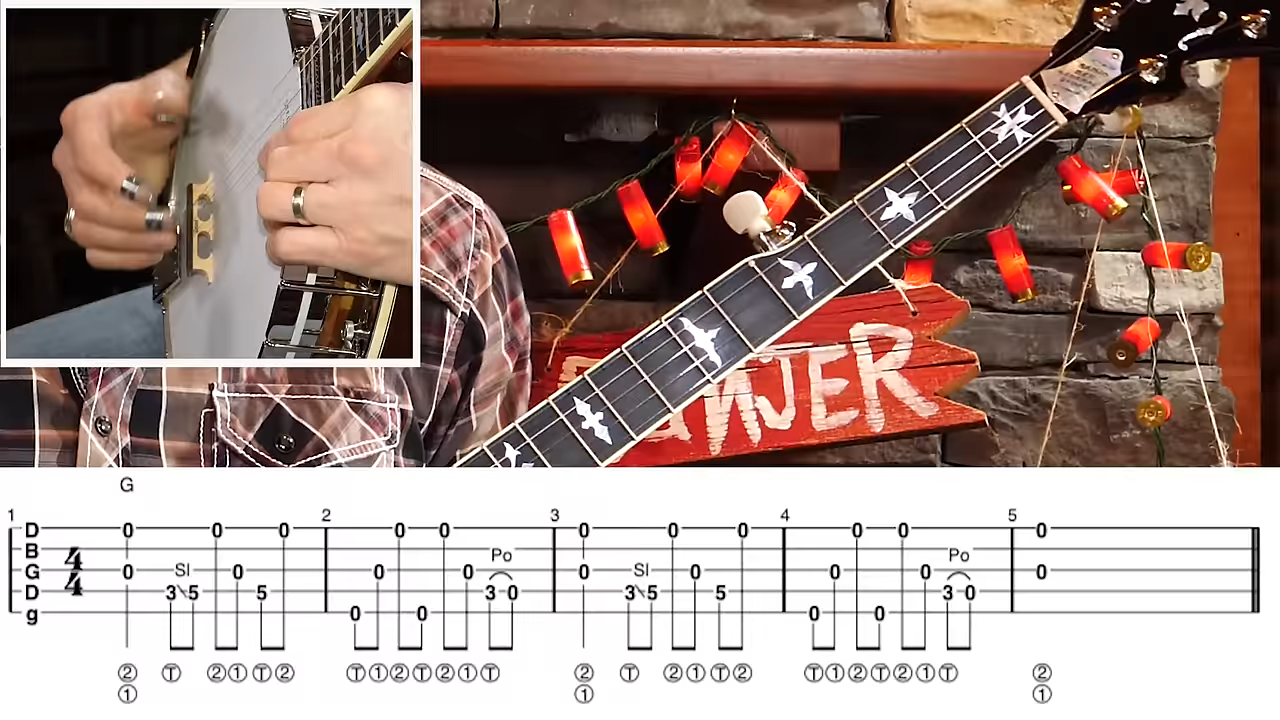 ANJER
G
1 2 3 4 5
D 0 0 0 0 0 0 0 0 0 0 0
B 4 Po Po
G 0 Sl 0 0 0 0 Sl 0 0 0 0
D 4 3 5 5 3 0 3 5 5 3 0
g 0 0 0 0
② Ⓣ ② ① Ⓣ ② Ⓣ ① ② Ⓣ ② ① Ⓣ ② Ⓣ ② ① Ⓣ ② Ⓣ ① ② Ⓣ ② ① Ⓣ ②
① ① ①